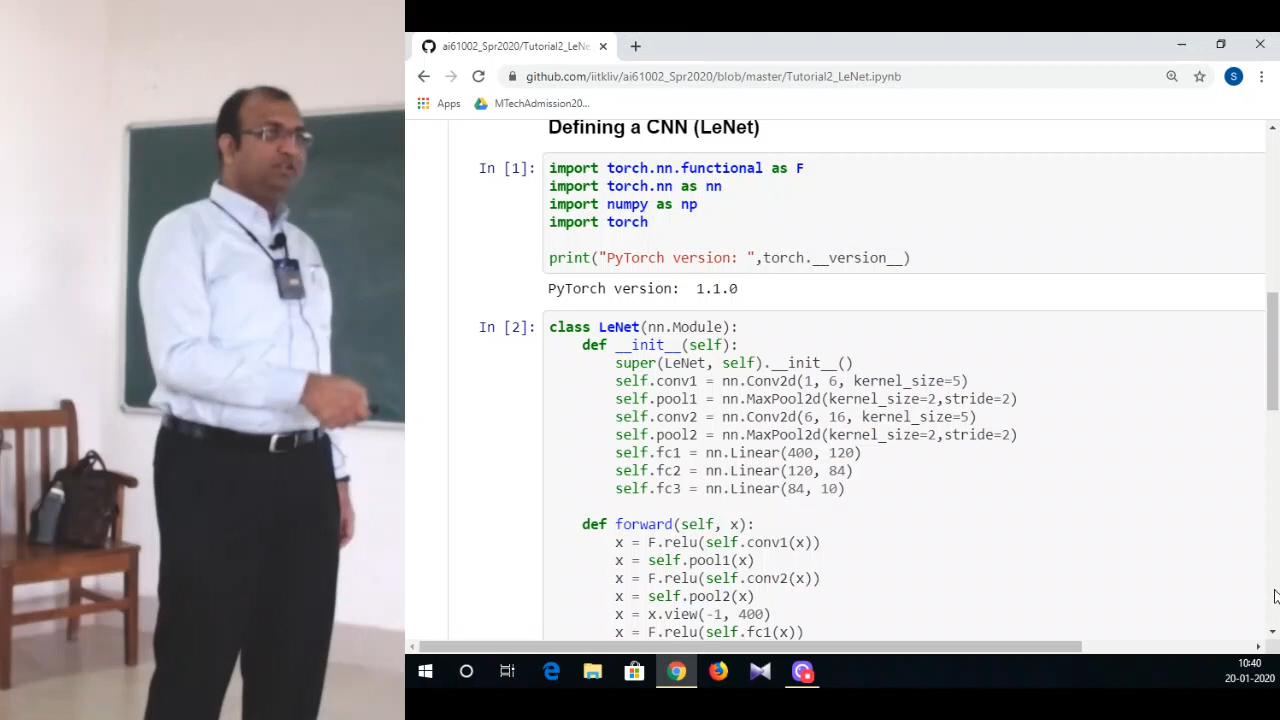 ai61002_Spr2020/Tutorial2_LeNe
github.com/iitkliv/ai61002_Spr2020/blob/master/Tutorial2_LeNet.ipynb
S
Apps
MTechAdmission20...
Defining a CNN (LeNet)
In [1]:
import torch.nn.functional as F
import torch.nn as nn
import numpy as np
import torch
print("PyTorch version: ",torch.__version__)
PyTorch version:  1.1.0
In [2]:
class LeNet(nn.Module):
    def __init__(self):
        super(LeNet, self).__init__()
        self.conv1 = nn.Conv2d(1, 6, kernel_size=5)
        self.pool1 = nn.MaxPool2d(kernel_size=2,stride=2)
        self.conv2 = nn.Conv2d(6, 16, kernel_size=5)
        self.pool2 = nn.MaxPool2d(kernel_size=2,stride=2)
        self.fc1 = nn.Linear(400, 120)
        self.fc2 = nn.Linear(120, 84)
        self.fc3 = nn.Linear(84, 10)
    def forward(self, x):
        x = F.relu(self.conv1(x))
        x = self.pool1(x)
        x = F.relu(self.conv2(x))
        x = self.pool2(x)
        x = x.view(-1, 400)
        x = F.relu(self.fc1(x))
10:40
20-01-2020